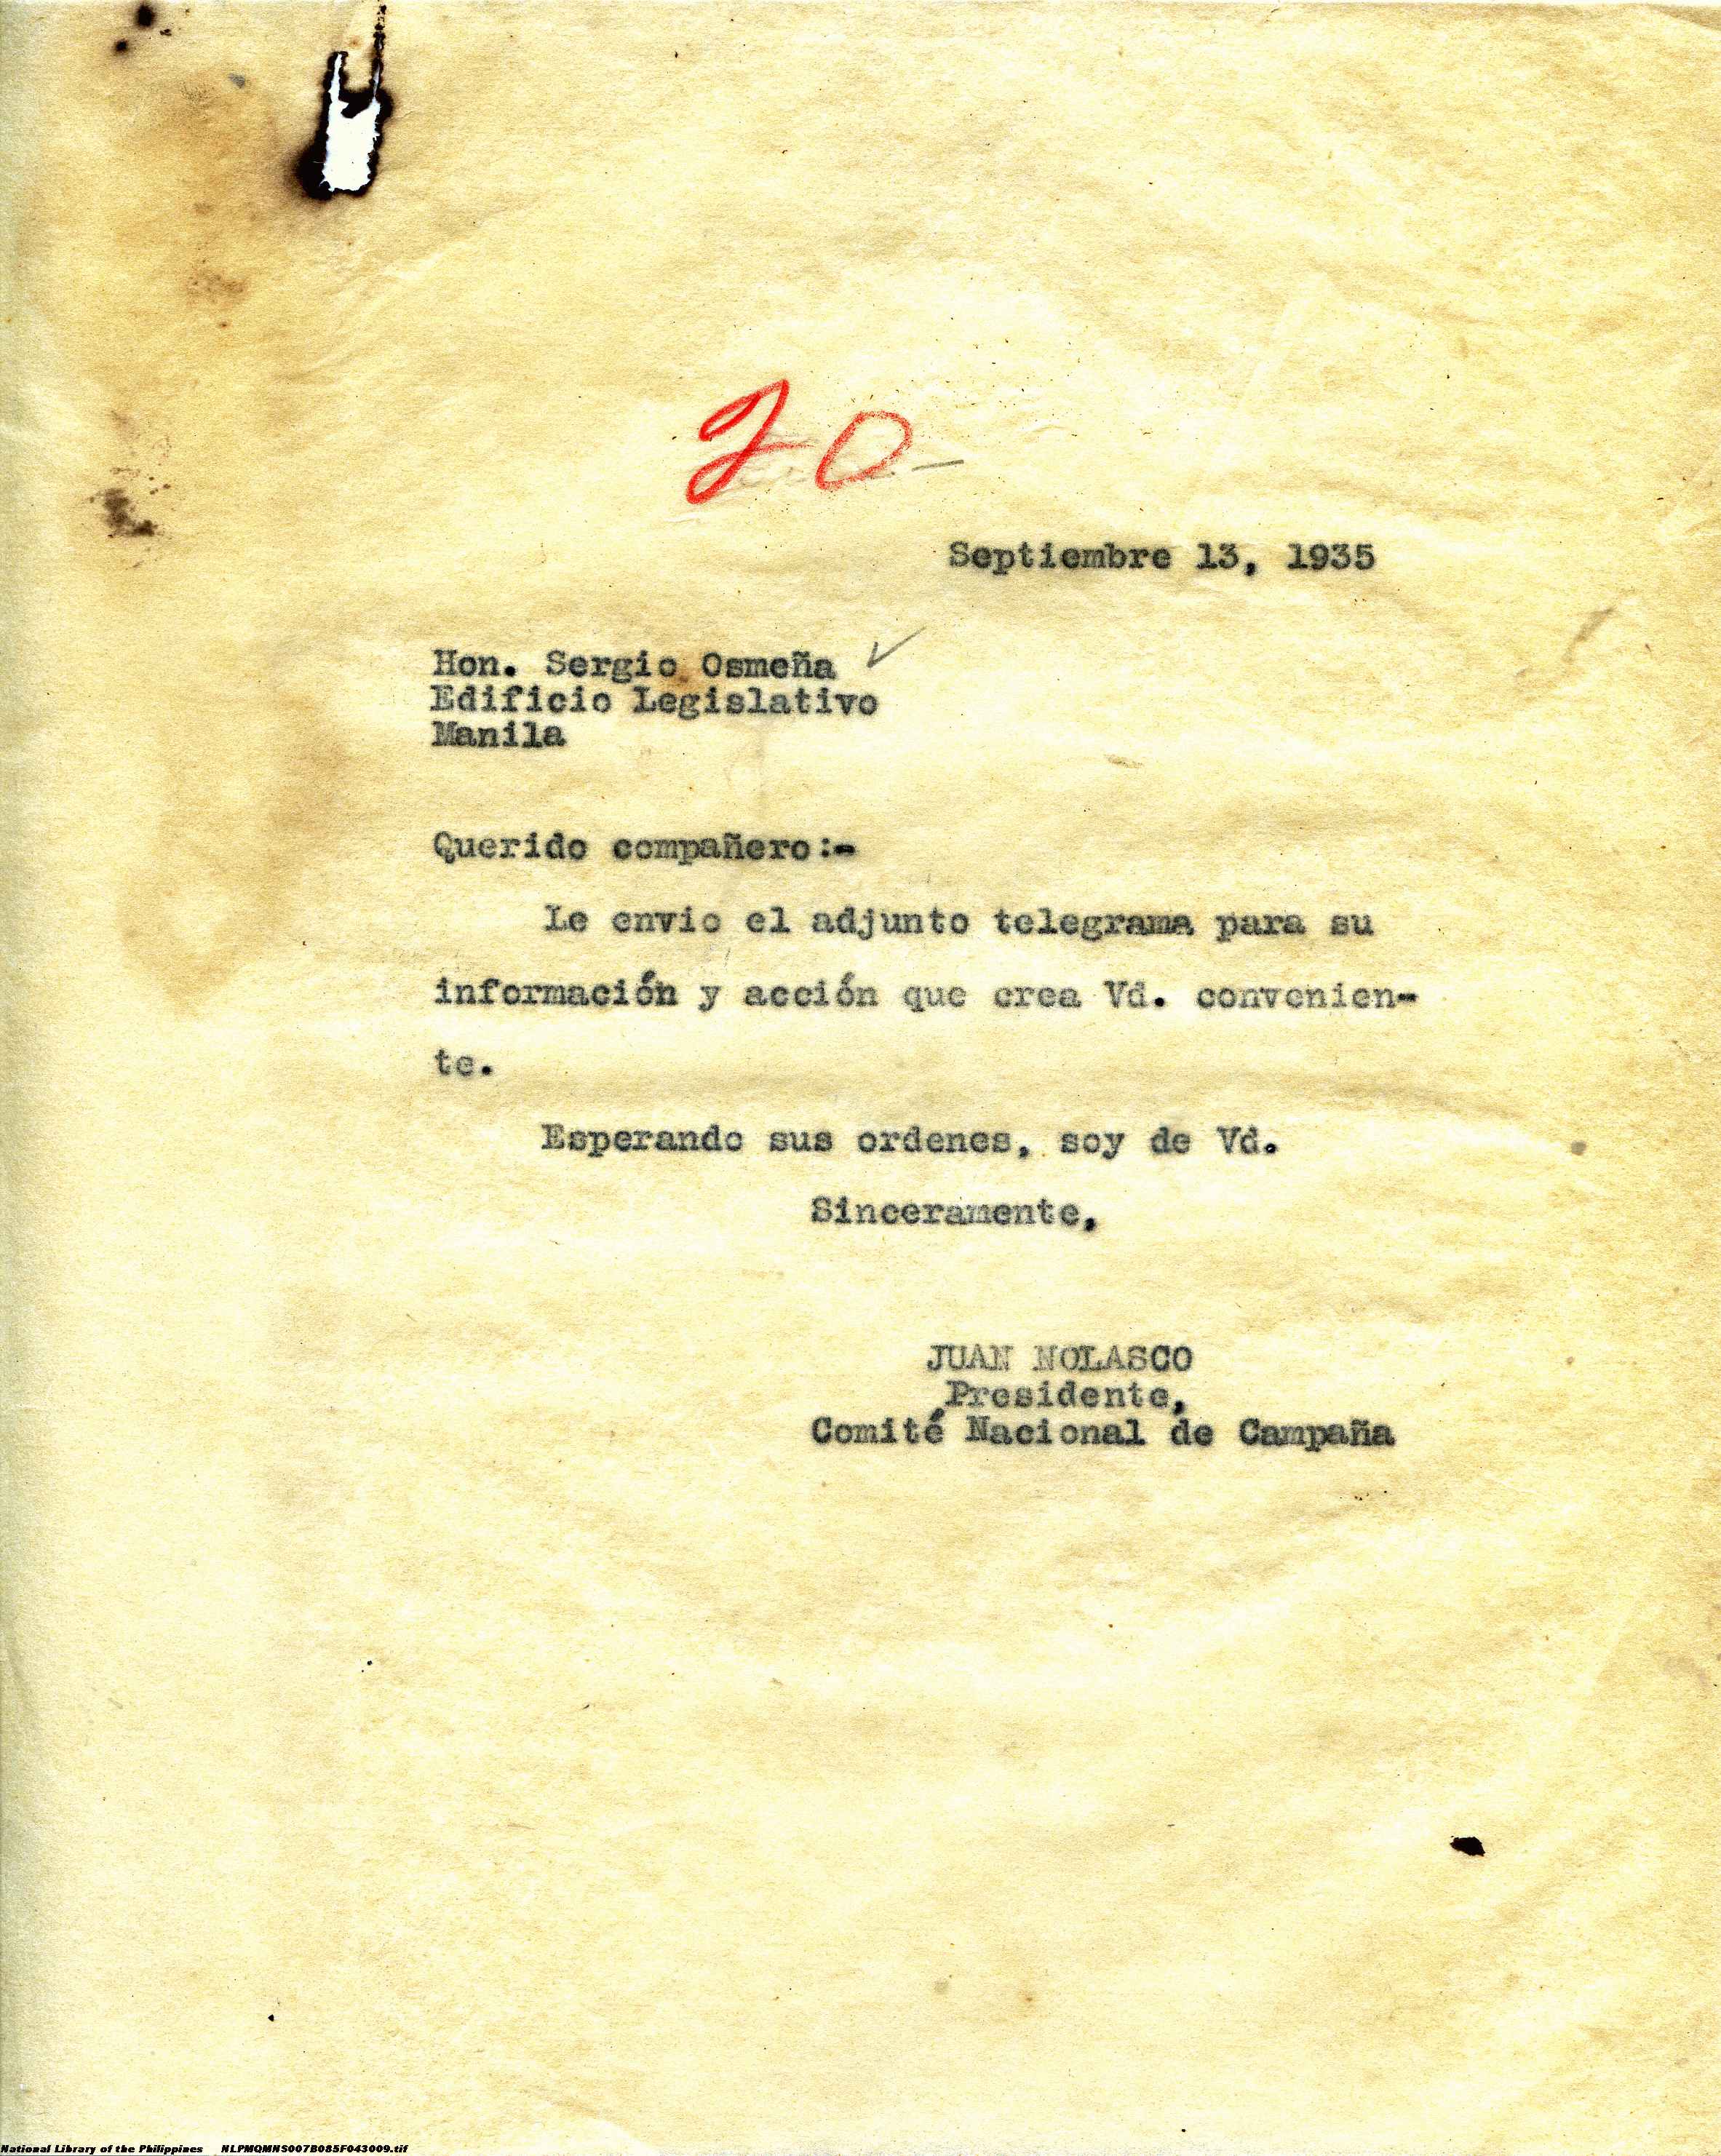 20
Septiembre 13, 1935
Hon. Sergio Osmeña
Edificio Legislativo
Manila
Querido compañero:-
Le envio el adjunto telegrama para su
información y acción que crea Vd. convenien-
te.
Esperando sus ordenes, soy de Vd.
Sinceramente,
JUAN NOLASCO
Presidente,
Comité Nacional de Campaña
National Library of the Philippines NLPMQMNS007B085F043009.tif